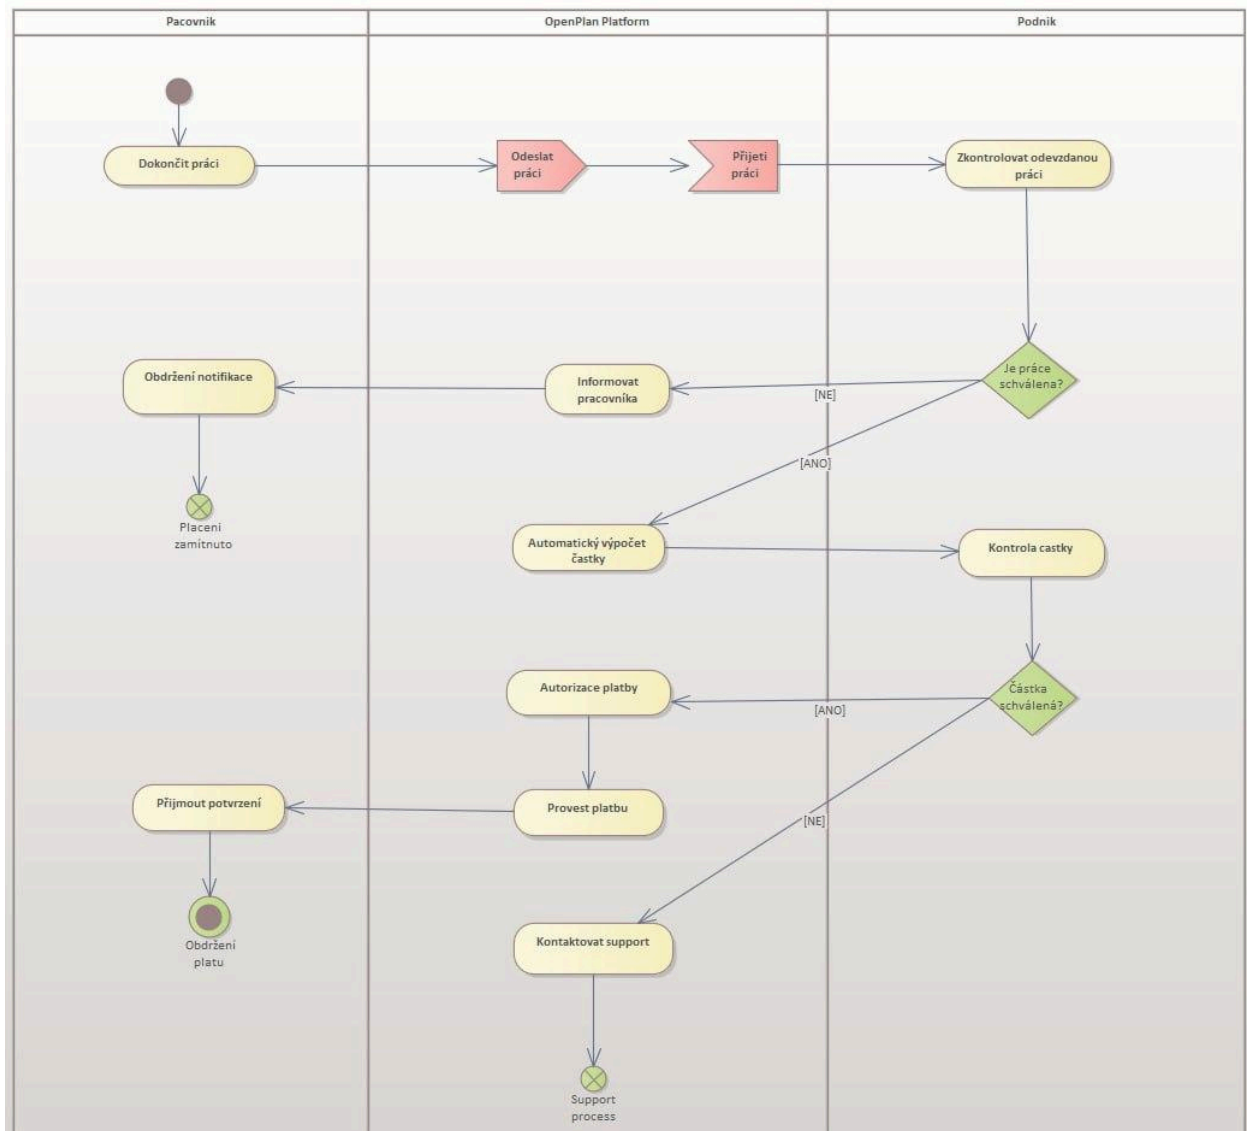 Pacovnik
OpenPlan Platform
Podnik
Dokončit práci
Odeslat
práci
Přijeti
práci
Zkontrolovat odevzdanou
práci
Je práce
schválena?
[NE]
Informovat
pracovníka
Obdržení notifikace
Placeni
zamítnuto
[ANO]
Automatický výpočet
častky
Kontrola castky
Částka
schválená?
[ANO]
Autorizace platby
Provest platbu
Přijmout potvrzení
Obdržení
platu
[NE]
Kontaktovat support
Support
process